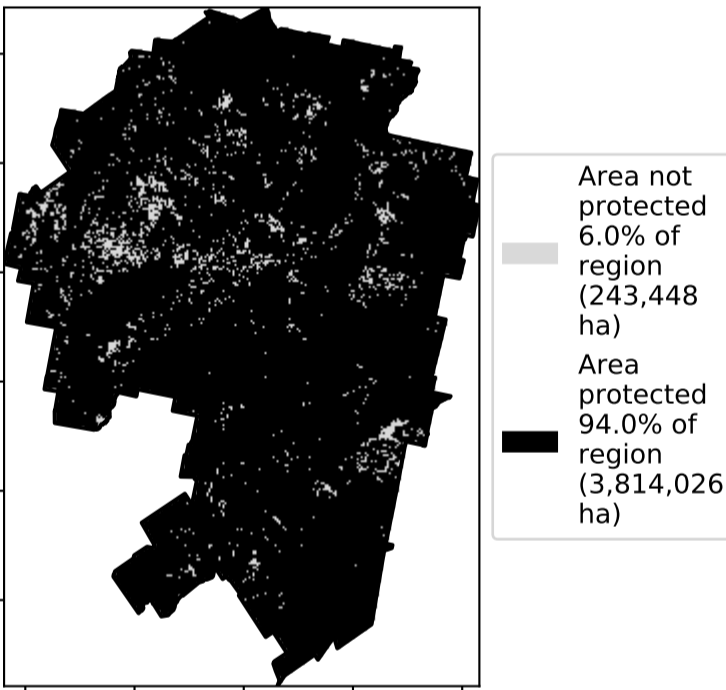 Area not
protected
6.0% of
region
(243,448
ha)
Area
protected
94.0% of
region
(3,814,026
ha)